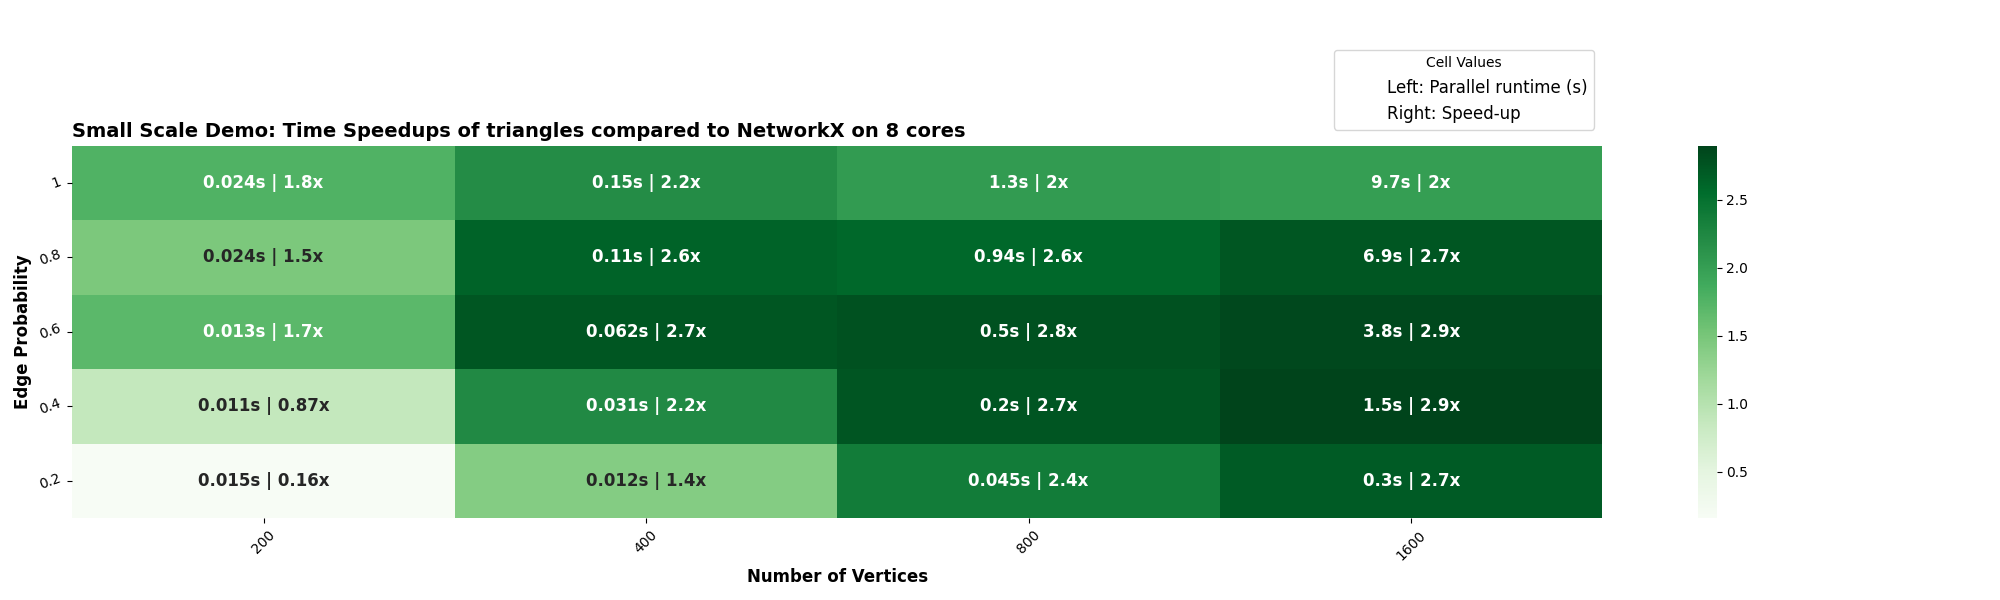 Cell Values
Left: Parallel runtime (s)
Right: Speed-up
Small Scale Demo: Time Speedups of triangles compared to NetworkX on 8 cores
Edge Probability
1
0.024s | 1.8x
0.15s | 2.2x
1.3s | 2x
9.7s | 2x
0.8
0.024s | 1.5x
0.11s | 2.6x
0.94s | 2.6x
6.9s | 2.7x
0.6
0.013s | 1.7x
0.062s | 2.7x
0.5s | 2.8x
3.8s | 2.9x
0.4
0.011s | 0.87x
0.031s | 2.2x
0.2s | 2.7x
1.5s | 2.9x
0.2
0.015s | 0.16x
0.012s | 1.4x
0.045s | 2.4x
0.3s | 2.7x
200
400
800
1600
Number of Vertices
2.5
2.0
1.5
1.0
0.5